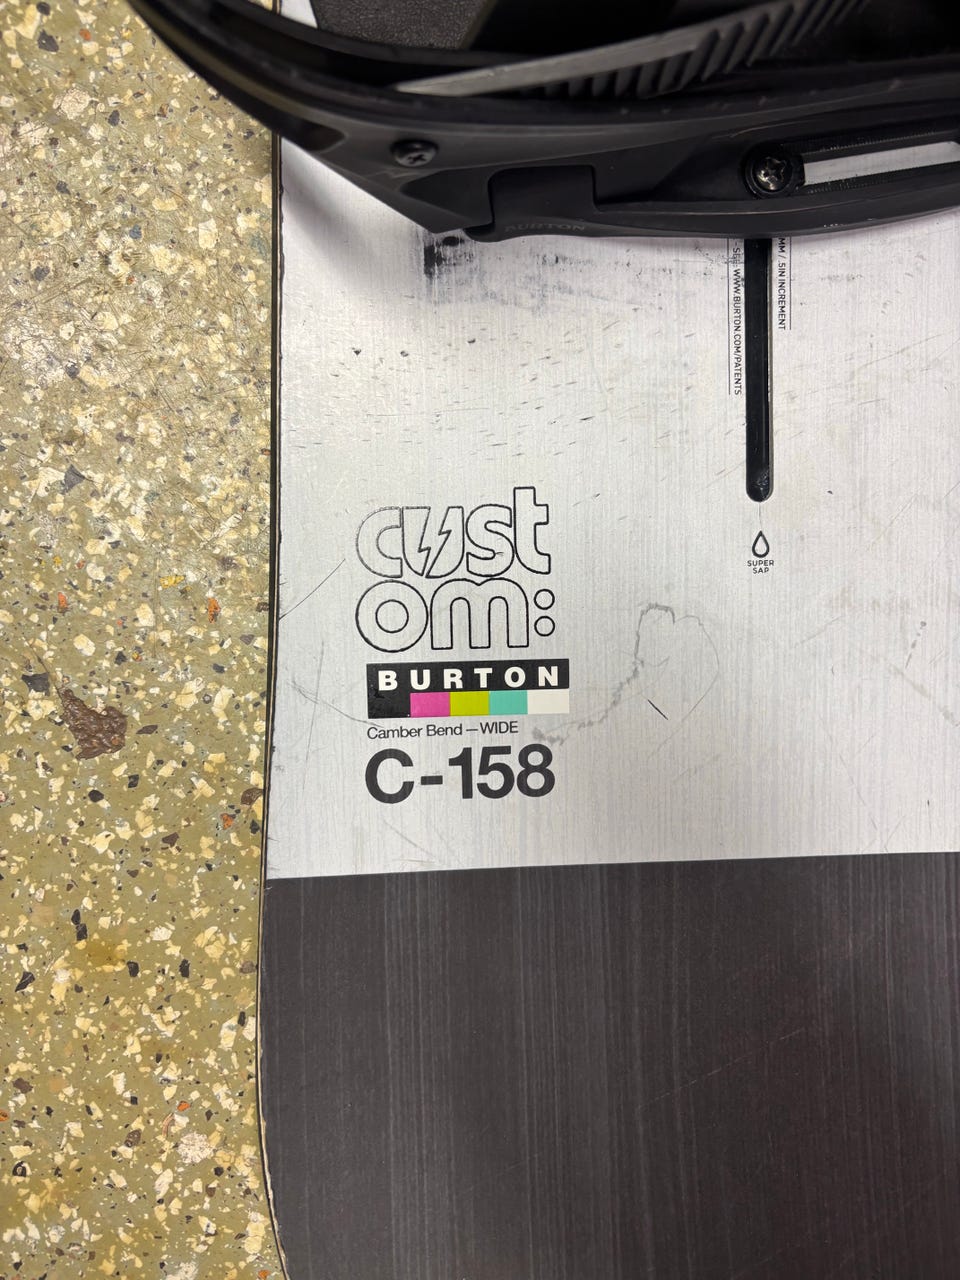 BURTON
MM / 5IN INCREMENT
WWW.BURTON.COM/PATENTS
SUPER
SAP
cust
om:
BURTON
Camber Bend – WIDE
C-158